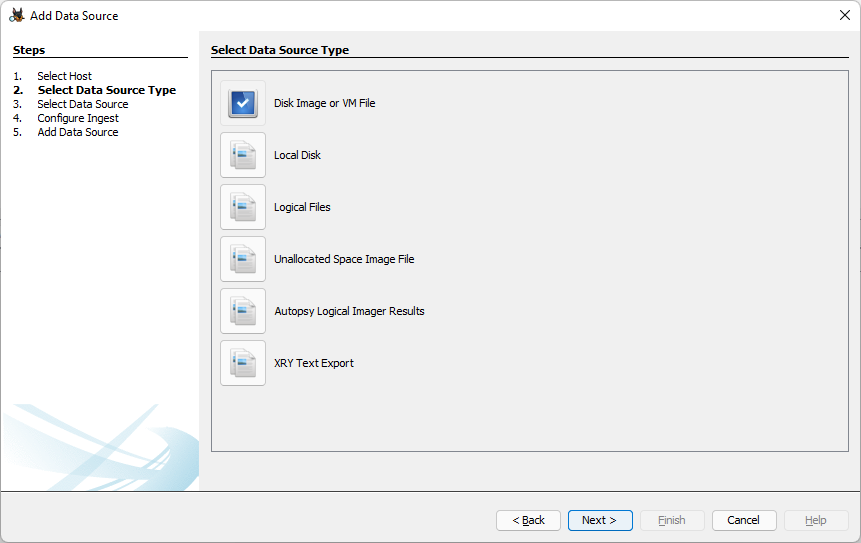 Add Data Source
Steps
1. Select Host
2. Select Data Source Type
3. Select Data Source
4. Configure Ingest
5. Add Data Source
Select Data Source Type
Disk Image or VM File
Local Disk
Logical Files
Unallocated Space Image File
Autopsy Logical Imager Results
XRY Text Export
< Back Next > Finish Cancel Help